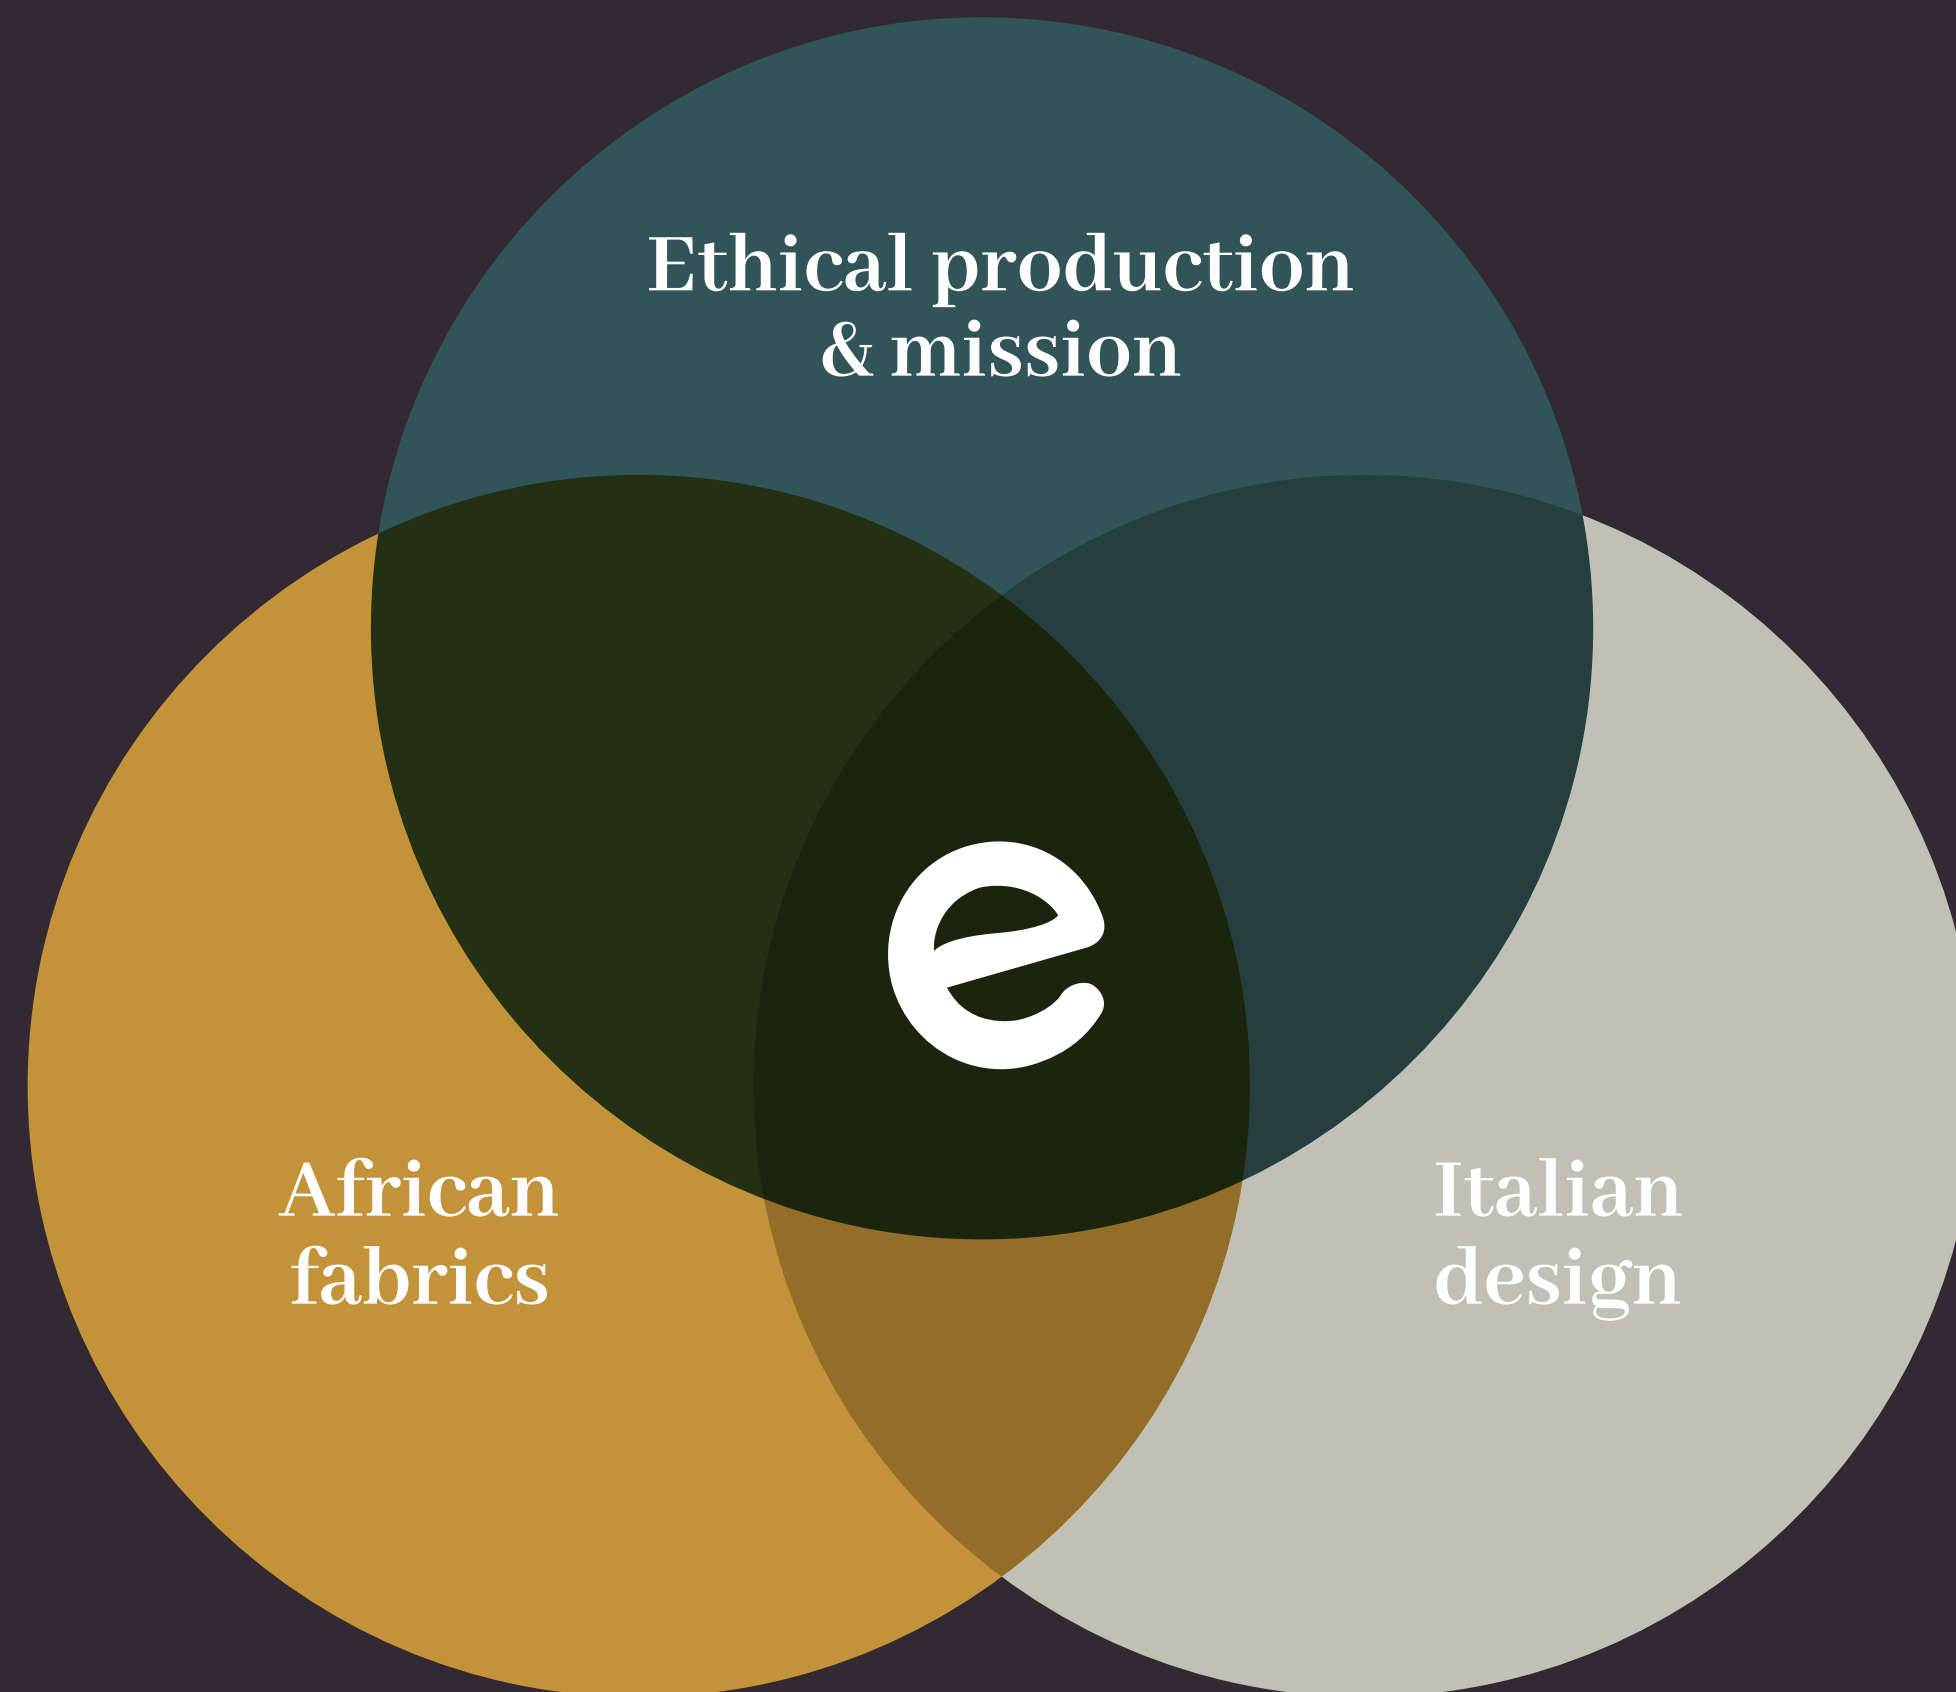 Ethical production
& mission
e
African
fabrics
Italian
design